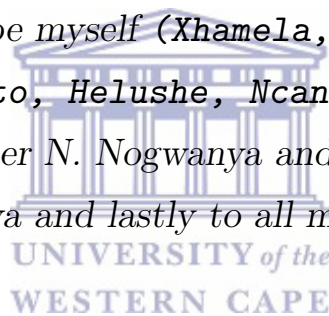 be myself (Xhamela,
to, Helushe, Ncan
er N. Nogwanya and
va and lastly to all m
UNIVERSITY of the
WESTERN CAPE